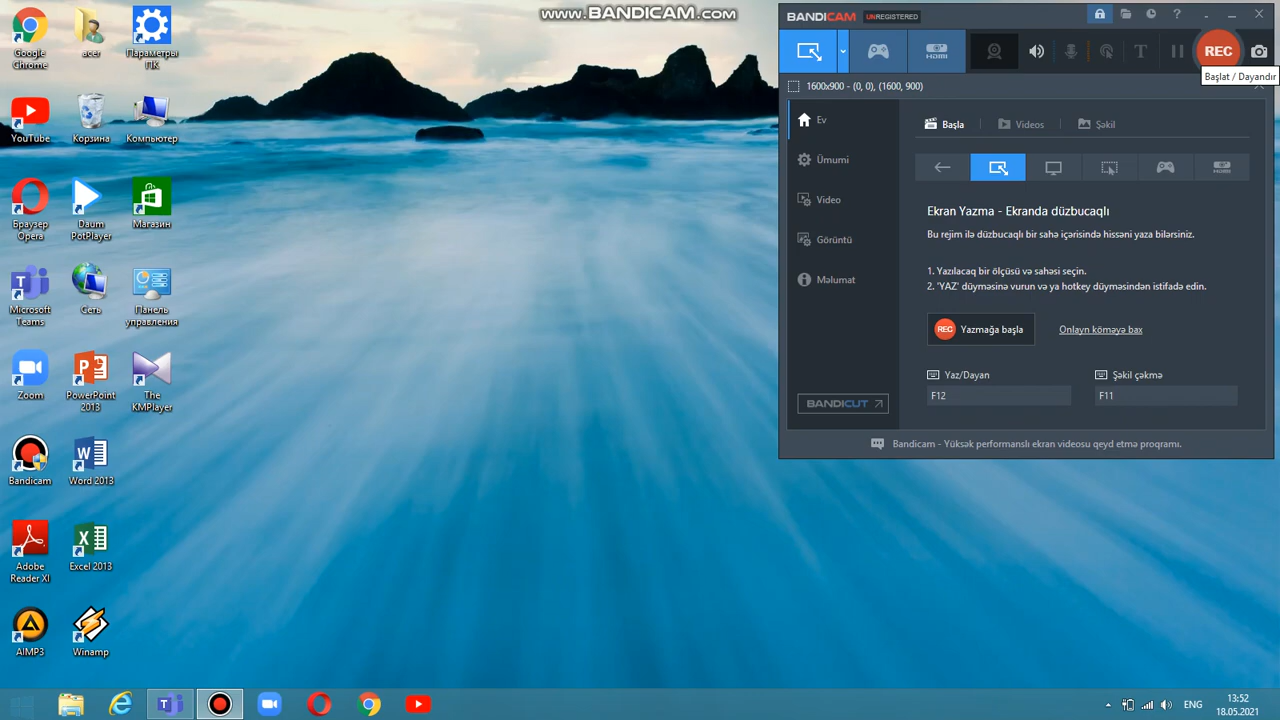 www.BANDICAM.com
Google
Chrome
acer
Параметры
ПК
YouTube
Корзина
Компьютер
Браузер
Opera
Daum
PotPlayer
Магазин
Microsoft
Teams
Сеть
Панель
управления
Zoom
PowerPoint
2013
The
KMPlayer
Bandicam
Word 2013
Adobe
Reader XI
Excel 2013
AIMP3
Winamp
BANDICAM UNREGISTERED
HDMI
REC
Başlat / Dayandır
1600x900 - (0, 0), (1600, 900)
Ev
Ümumi
Video
Görüntü
Məlumat
BANDICUT
Başla
Videos
Şəkil
HDMI
Ekran Yazma - Ekranda düzbucaqlı
Bu rejim ilə düzbucaqlı bir sahə içərisində hissəni yaza bilərsiniz.
1. Yazılacaq bir ölçüsü və sahəsi seçin.
2. 'YAZ' düyməsinə vurun və ya hotkey düyməsindən istifadə edin.
REC Yazmağa başla
Onlayn köməyə bax
Yaz/Dayan
F12
Şəkil çəkmə
F11
Bandicam - Yüksək performanslı ekran videosu qeyd etmə proqramı.
ENG
13:52
18.05.2021